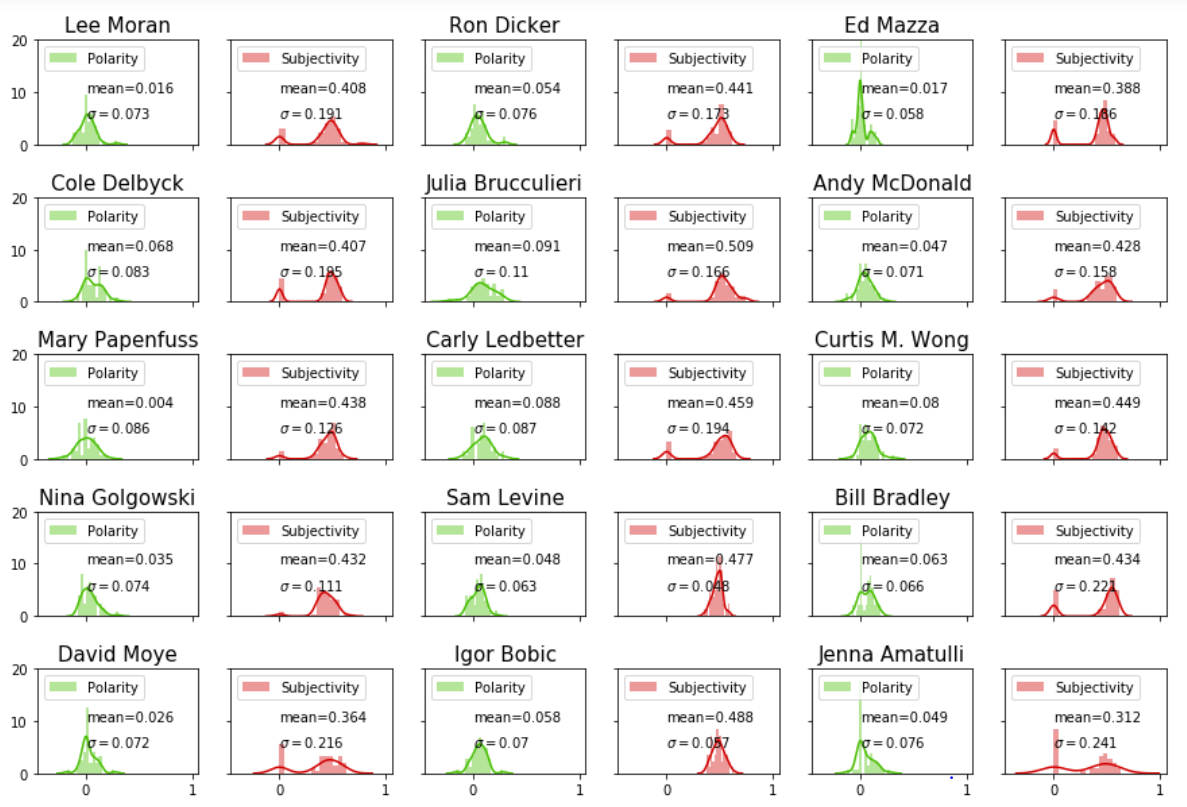 Lee Moran Ron Dicker Ed Mazza
20
Polarity Subjectivity Polarity Subjectivity Polarity Subjectivity
mean=0.016 mean=0.408 mean=0.054 mean=0.441 mean=0.017 mean=0.388
10
σ = 0.073 σ = 0.191 σ = 0.076 σ = 0.173 σ = 0.058 σ = 0.186
0
Cole Delbyck Julia Brucculieri Andy McDonald
20
Polarity Subjectivity Polarity Subjectivity Polarity Subjectivity
mean=0.068 mean=0.407 mean=0.091 mean=0.509 mean=0.047 mean=0.428
10
σ = 0.083 σ = 0.195 σ = 0.11 σ = 0.166 σ = 0.071 σ = 0.158
0
Mary Papenfuss Carly Ledbetter Curtis M. Wong
20
Polarity Subjectivity Polarity Subjectivity Polarity Subjectivity
mean=0.004 mean=0.438 mean=0.088 mean=0.459 mean=0.08 mean=0.449
10
σ = 0.086 σ = 0.126 σ = 0.087 σ = 0.194 σ = 0.072 σ = 0.142
0
Nina Golgowski Sam Levine Bill Bradley
20
Polarity Subjectivity Polarity Subjectivity Polarity Subjectivity
mean=0.035 mean=0.432 mean=0.048 mean=0.477 mean=0.063 mean=0.434
10
σ = 0.074 σ = 0.111 σ = 0.063 σ = 0.048 σ = 0.066 σ = 0.221
0
David Moye Igor Bobic Jenna Amatulli
20
Polarity Subjectivity Polarity Subjectivity Polarity Subjectivity
mean=0.026 mean=0.364 mean=0.058 mean=0.488 mean=0.049 mean=0.312
10
σ = 0.072 σ = 0.216 σ = 0.07 σ = 0.057 σ = 0.076 σ = 0.241
0
0 1 0 1 0 1 0 1 0 1 0 1